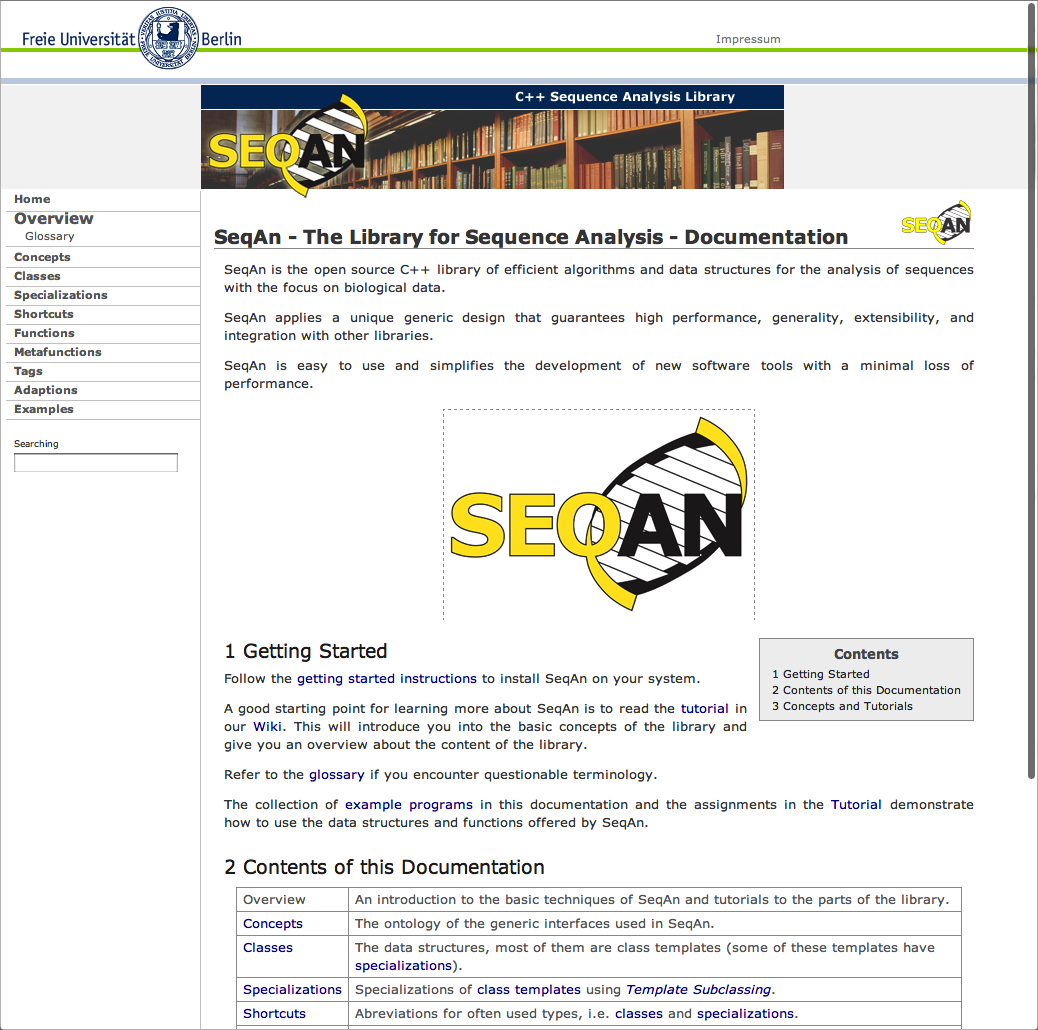 Freie Universität Berlin
Impressum
C++ Sequence Analysis Library
SEQAN
Home
Overview
Glossary
Concepts
Classes
Specializations
Shortcuts
Functions
Metafunctions
Tags
Adaptions
Examples
Searching
SEQAN
SeqAn - The Library for Sequence Analysis - Documentation
SeqAn is the open source C++ library of efficient algorithms and data structures for the analysis of sequences
with the focus on biological data.
SeqAn applies a unique generic design that guarantees high performance, generality, extensibility, and
integration with other libraries.
SeqAn is easy to use and simplifies the development of new software tools with a minimal loss of
performance.
SEQAN
1 Getting Started
Follow the getting started instructions to install SeqAn on your system.
A good starting point for learning more about SeqAn is to read the tutorial in
our Wiki. This will introduce you into the basic concepts of the library and
give you an overview about the content of the library.
Refer to the glossary if you encounter questionable terminology.
The collection of example programs in this documentation and the assignments in the Tutorial demonstrate
how to use the data structures and functions offered by SeqAn.
Contents
1 Getting Started
2 Contents of this Documentation
3 Concepts and Tutorials
2 Contents of this Documentation
Overview An introduction to the basic techniques of SeqAn and tutorials to the parts of the library.
Concepts The ontology of the generic interfaces used in SeqAn.
Classes The data structures, most of them are class templates (some of these templates have
specializations).
Specializations Specializations of class templates using Template Subclassing.
Shortcuts Abreviations for often used types, i.e. classes and specializations.